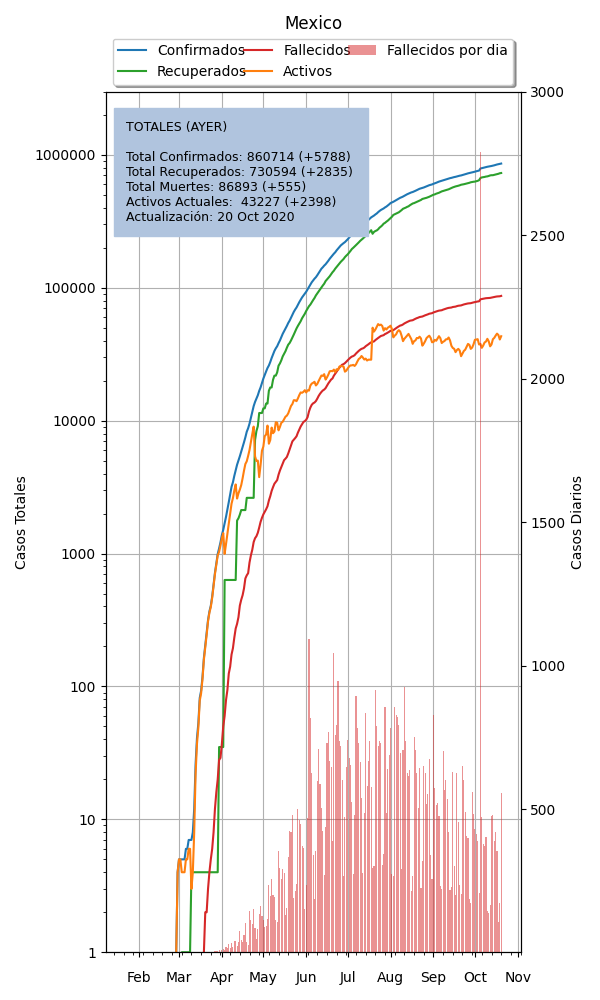 Mexico
Confirmados
Recuperados
Fallecidos
Activos
Fallecidos por dia
TOTALES (AYER)
Total Confirmados: 860714 (+5788)
Total Recuperados: 730594 (+2835)
Total Muertes: 86893 (+555)
Activos Actuales:  43227 (+2398)
Actualización: 20 Oct 2020
1000000
100000
10000
1000
100
10
1
Casos Totales
3000
2500
2000
1500
1000
500
Casos Diarios
Feb Mar Apr May Jun Jul Aug Sep Oct Nov